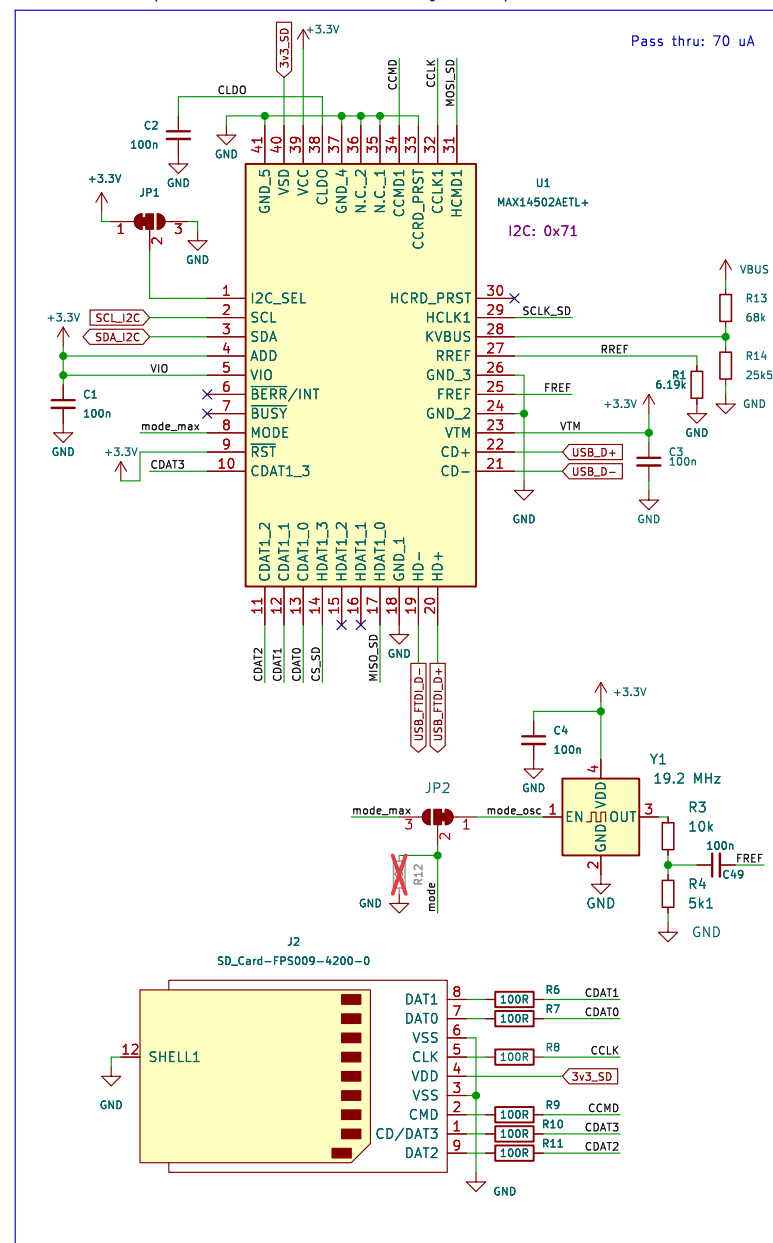 Pass thru: 70 uA
3v3_SD
+3.3V
CLDO
CCMD
CCLK
MOSI_SD
C2
100n
GND
GND
41
40
39
38
37
36
35
34
33
32
31
GND_5
VSD
VCC
CLDO
GND_4
N.C._2
N.C._1
CCMD1
CCRD_PRST
CCLK1
HCMD1
U1
MAX14502AETL+
I2C: 0x71
+3.3V
JP1
1
2
3
GND
1 I2C_SEL
SCL_I2C 2 SCL
SDA_I2C 3 SDA
+3.3V
4 ADD
VIO 5 VIO
6 BERR/INT
7 BUSY
mode_max 8 MODE
+3.3V 9 RST
CDAT3 10 CDAT1_3
C1
100n
GND
HCRD_PRST 30
HCLK1 29 SCLK_SD
KVBUS 28
RREF 27 RREF
GND_3 26
FREF 25 FREF
GND_2 24
VTM 23 VTM
CD+ 22 USB_D+
CD- 21 USB_D-
VBUS
R13
68k
R14
25k5
GND
R1
6.19k
GND
+3.3V
C3
100n
GND
GND
CDAT1_2
CDAT1_1
CDAT1_0
HDAT1_3
HDAT1_2
HDAT1_1
HDAT1_0
GND_1
HD-
HD+
11
12
13
14
15
16
17
18
19
20
CDAT2
CDAT1
CDAT0
CS_SD
MISO_SD
GND
USB_FTDI_D-
USB_FTDI_D+
+3.3V
C4
100n
GND
Y1
19.2 MHz
4
VDD
EN
OUT
GND
1
3
2
GND
JP2
mode_max
3
2
1
mode_osc
R12
GND
mode
R3
10k
100n
FREF
C49
R4
5k1
GND
J2
SD_Card-FPS009-4200-0
12 SHELL1
GND
DAT1 8 100R R6 CDAT1
DAT0 7 100R R7 CDAT0
VSS 6
CLK 5 100R R8 CCLK
VDD 4 3v3_SD
VSS 3
CMD 2 100R R9 CCMD
CD/DAT3 1 100R R10 CDAT3
DAT2 9 100R R11 CDAT2
GND